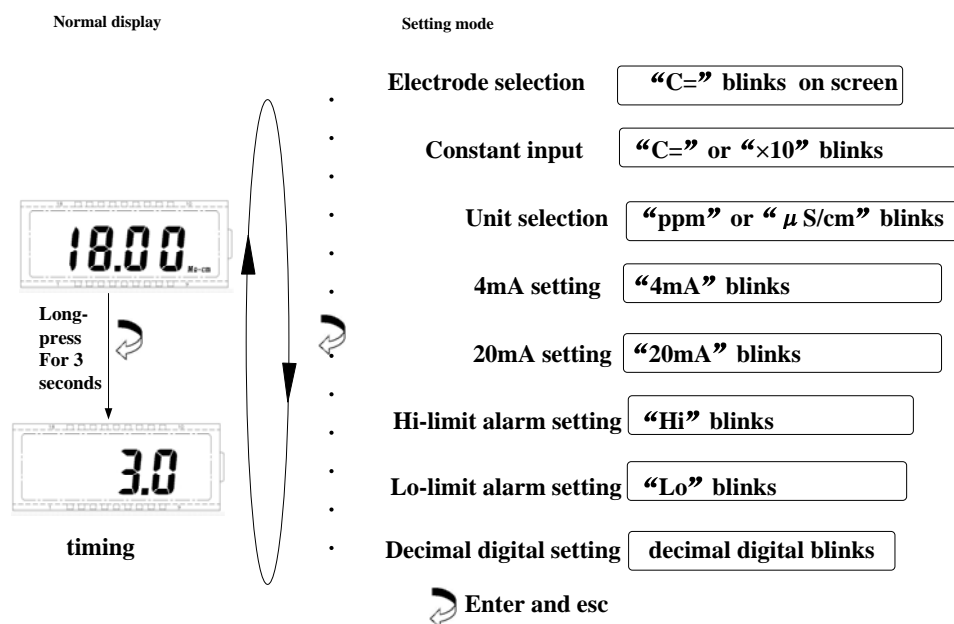 Normal display
Setting mode
Electrode selection
“C=” blinks on screen
Constant input
“C=” or “×10” blinks
Unit selection
“ppm” or “μS/cm” blinks
18.00
4mA setting
“4mA” blinks
Long-
press
For 3
seconds
20mA setting
“20mA” blinks
Hi-limit alarm setting
“Hi” blinks
3.0
Lo-limit alarm setting
“Lo” blinks
timing
Decimal digital setting
decimal digital blinks
Enter and esc